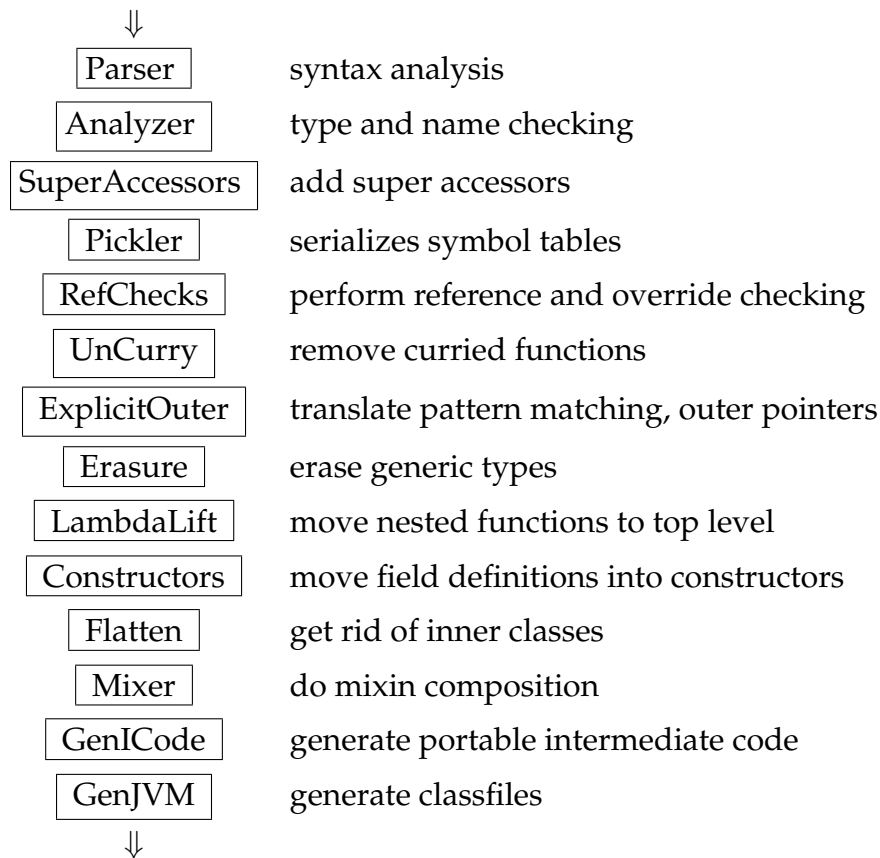 ⇓
Parser syntax analysis
Analyzer type and name checking
SuperAccessors add super accessors
Pickler serializes symbol tables
RefChecks perform reference and override checking
UnCurry remove curried functions
ExplicitOuter translate pattern matching, outer pointers
Erasure erase generic types
LambdaLift move nested functions to top level
Constructors move field definitions into constructors
Flatten get rid of inner classes
Mixer do mixin composition
GenICode generate portable intermediate code
GenJVM generate classfiles
⇓